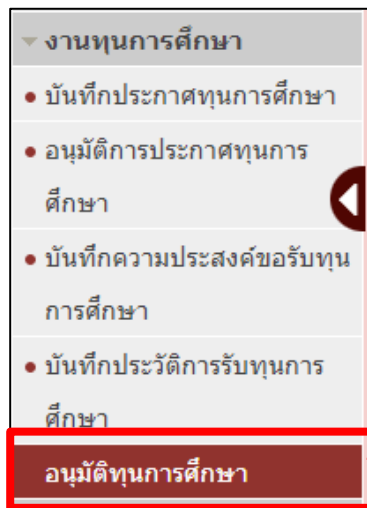 งานทุนการศึกษา
บันทึกประกาศทุนการศึกษา
อนุมัติการประกาศทุนการ
ศึกษา
บันทึกความประสงค์ขอรับทุน
การศึกษา
บันทึกประวัติการรับทุนการ
ศึกษา
อนุมัติทุนการศึกษา